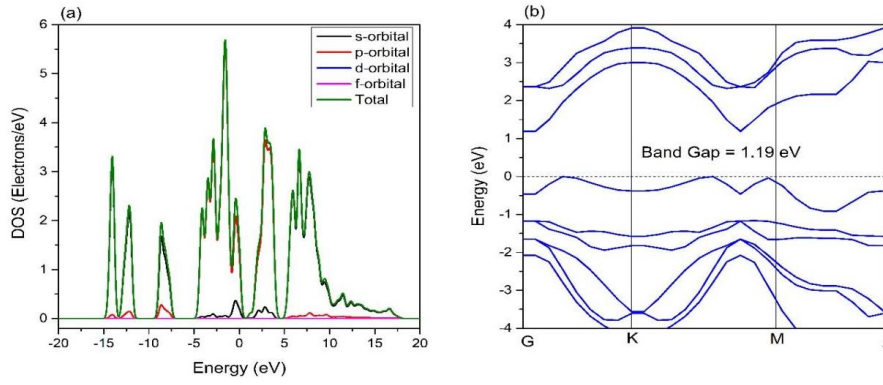 (a)
s-orbital
p-orbital
d-orbital
f-orbital
Total
DOS (Electrons/eV)
6
5
4
3
2
1
0
-20 -15 -10 -5 0 5 10 15 20
Energy (eV)
(b)
Band Gap = 1.19 eV
Energy (eV)
4
3
2
1
0
-1
-2
-3
-4
G K M